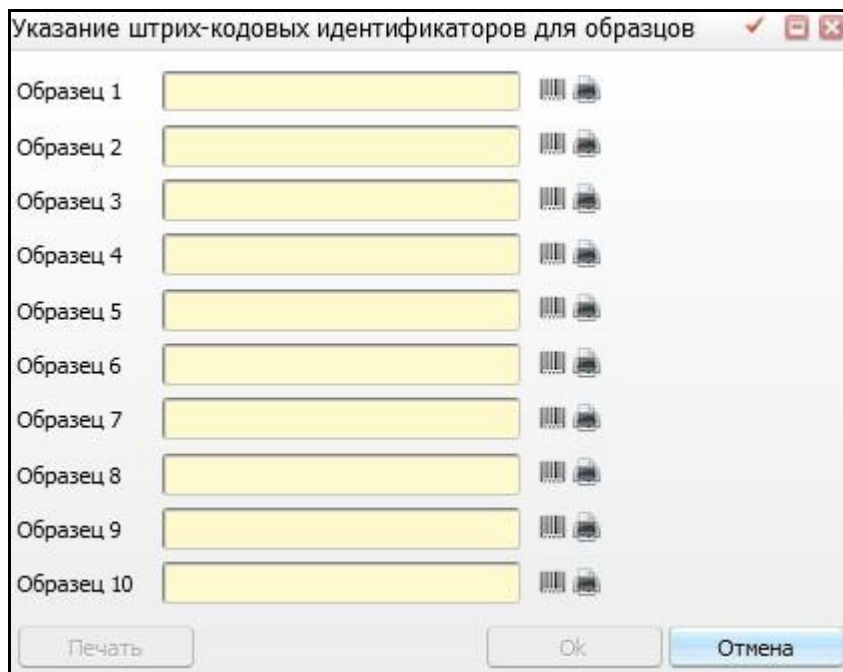 Указание штрих-кодовых идентификаторов для образцов
Образец 1
Образец 2
Образец 3
Образец 4
Образец 5
Образец 6
Образец 7
Образец 8
Образец 9
Образец 10
Печать Ok Отмена